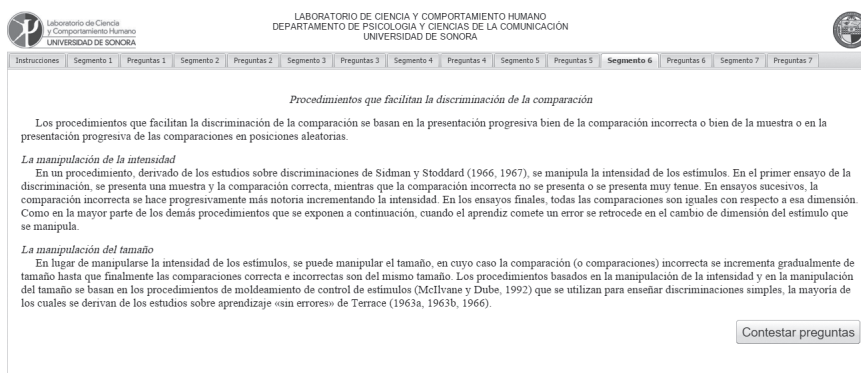 Laboratorio de Ciencia
y Comportamiento Humano
UNIVERSIDAD DE SONORA
LABORATORIO DE CIENCIA Y COMPORTAMIENTO HUMANO
DEPARTAMENTO DE PSICOLOGIA Y CIENCIAS DE LA COMUNICACIÓN
UNIVERSIDAD DE SONORA
Instrucciones Segmento 1 Preguntas 1 Segmento 2 Preguntas 2 Segmento 3 Preguntas 3 Segmento 4 Preguntas 4 Segmento 5 Preguntas 5 Segmento 6 Preguntas 6 Segmento 7 Preguntas 7
Procedimientos que facilitan la discriminación de la comparación
Los procedimientos que facilitan la discriminación de la comparación se basan en la presentación progresiva bien de la comparación incorrecta o bien de la muestra o en la
presentación progresiva de las comparaciones en posiciones aleatorias.
La manipulación de la intensidad
En un procedimiento, derivado de los estudios sobre discriminaciones de Sidman y Stoddard (1966, 1967), se manipula la intensidad de los estímulos. En el primer ensayo de la
discriminación, se presenta una muestra y la comparación correcta, mientras que la comparación incorrecta no se presenta o se presenta muy tenue. En ensayos sucesivos, la
comparación incorrecta se hace progresivamente más notoria incrementando la intensidad. En los ensayos finales, todas las comparaciones son iguales con respecto a esa dimensión.
Como en la mayor parte de los demás procedimientos que se exponen a continuación, cuando el aprendiz comete un error se retrocede en el cambio de dimensión del estímulo que
se manipula.
La manipulación del tamaño
En lugar de manipularse la intensidad de los estímulos, se puede manipular el tamaño, en cuyo caso la comparación (o comparaciones) incorrecta se incrementa gradualmente de
tamaño hasta que finalmente las comparaciones correcta e incorrectas son del mismo tamaño. Los procedimientos basados en la manipulación de la intensidad y en la manipulación
del tamaño se basan en los procedimientos de moldeamiento de control de estímulos (McIlvane y Dube, 1992) que se utilizan para enseñar discriminaciones simples, la mayoría de
los cuales se derivan de los estudios sobre aprendizaje «sin errores» de Terrace (1963a, 1963b, 1966).
Contestar preguntas